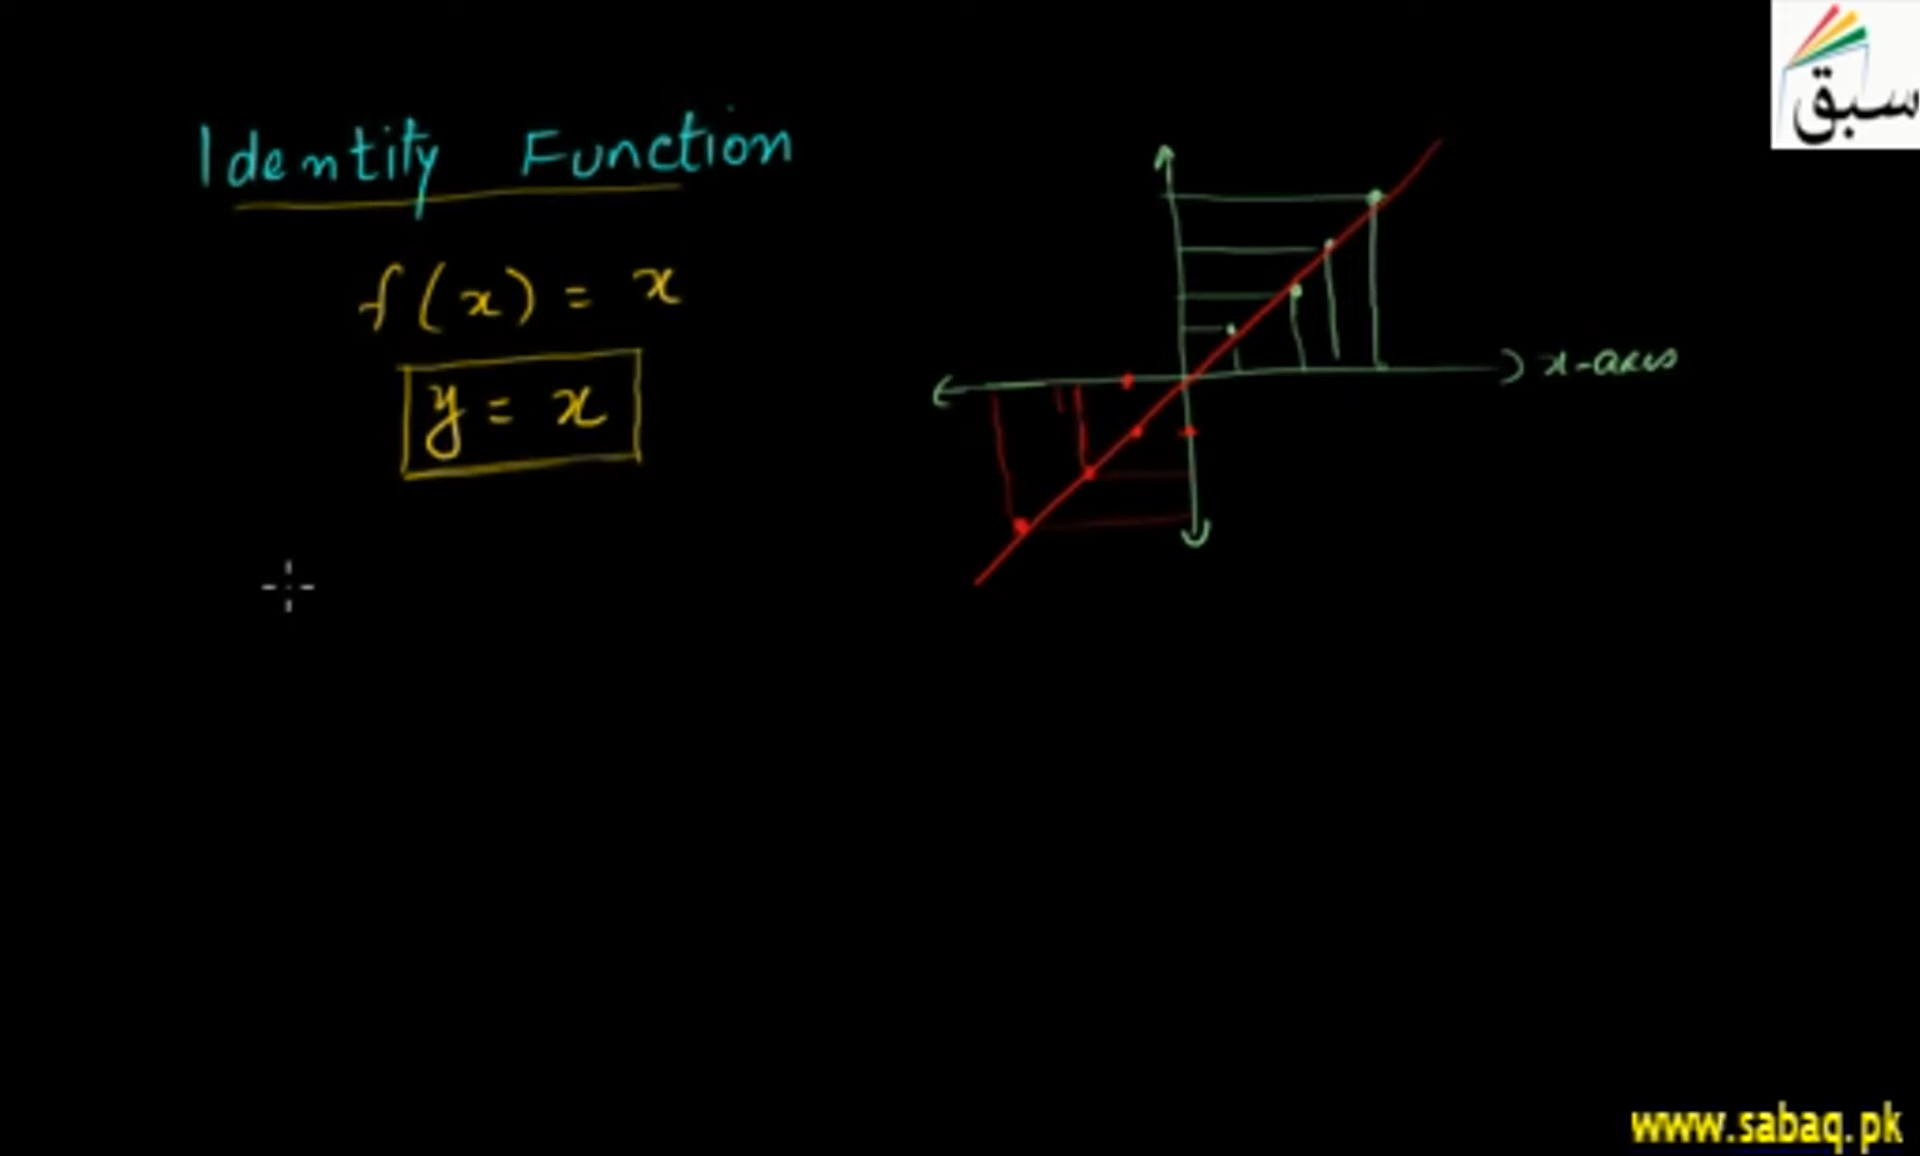 سبق
Identity Function
f(x) = x
y = x
x-axis
www.sabaq.pk